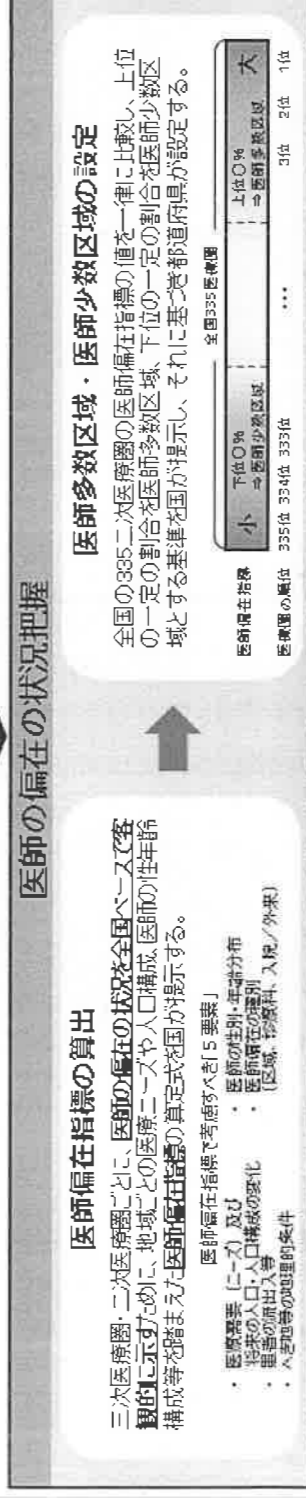 医師の偏在の状況把握
医師偏在指標の算出
三次医療圏・二次医療圏ごとに、医師の偏在の状況を全国ベースで客
観的に示すために、地域ごとの医療ニーズや人口構成、医師の性年齢
構成等を踏まえた医師偏在指標の算定式を国が提示する。
医師偏在指標で考慮すべき「5要素」
・ 医療需要（ニーズ）及び
将来の人口・人口構成の変化
・ 患者の流出入等
・ へき地等の地理的条件
・ 医師の性別・年齢分布
・ 医師偏在の種別
（区域、診療科、入院／外来）
医師多数区域・医師少数区域の設定
全国の335二次医療圏の医師偏在指標の値を一律に比較し、上位
の一定の割合を医師多数区域、下位の一定の割合を医師少数区
域とする基準を国が提示し、それに基づき都道府県が設定する。
全国335医療圏
医師偏在指標
小
下位〇%
⇒医師少数区域
上位〇%
⇒医師多数区域
大
医療圏の順位 335位 334位 333位 … 3位 2位 1位